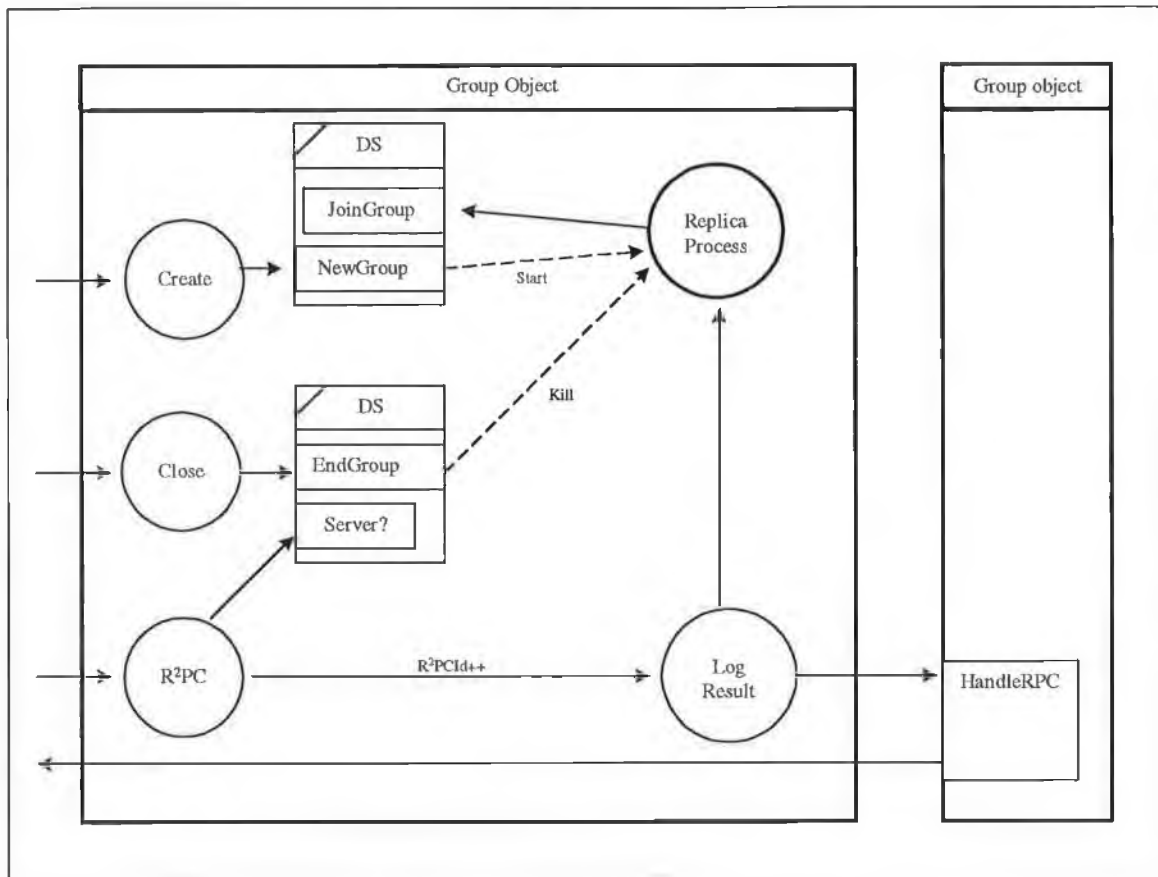 Group Object
Group object
DS
JoinGroup
NewGroup
Create
Start
Replica
Process
DS
Kill
Close
EndGroup
Server?
R²PC
R²PCId++
Log
Result
HandleRPC